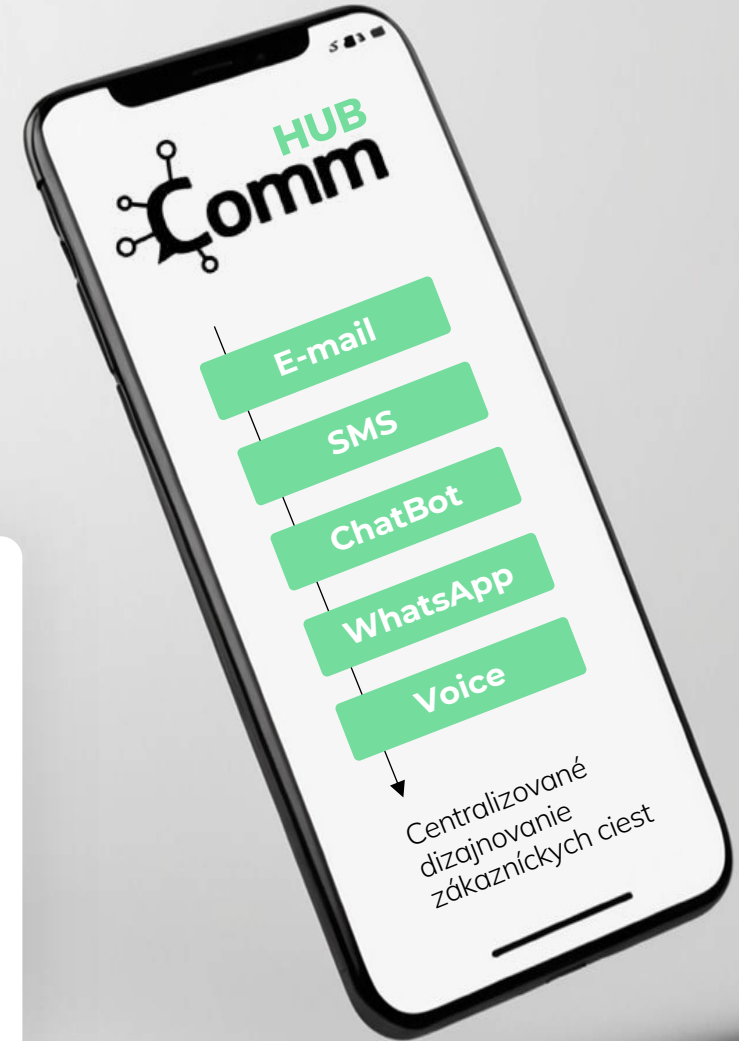 HUB
Comm
E-mail
SMS
ChatBot
WhatsApp
Voice
Centralizované
dizajnovanie
zákazníckych ciest